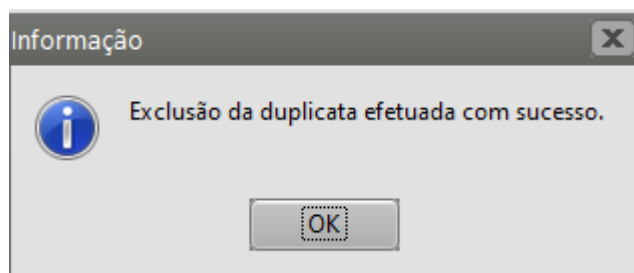 Informação
Exclusão da duplicata efetuada com sucesso.
OK